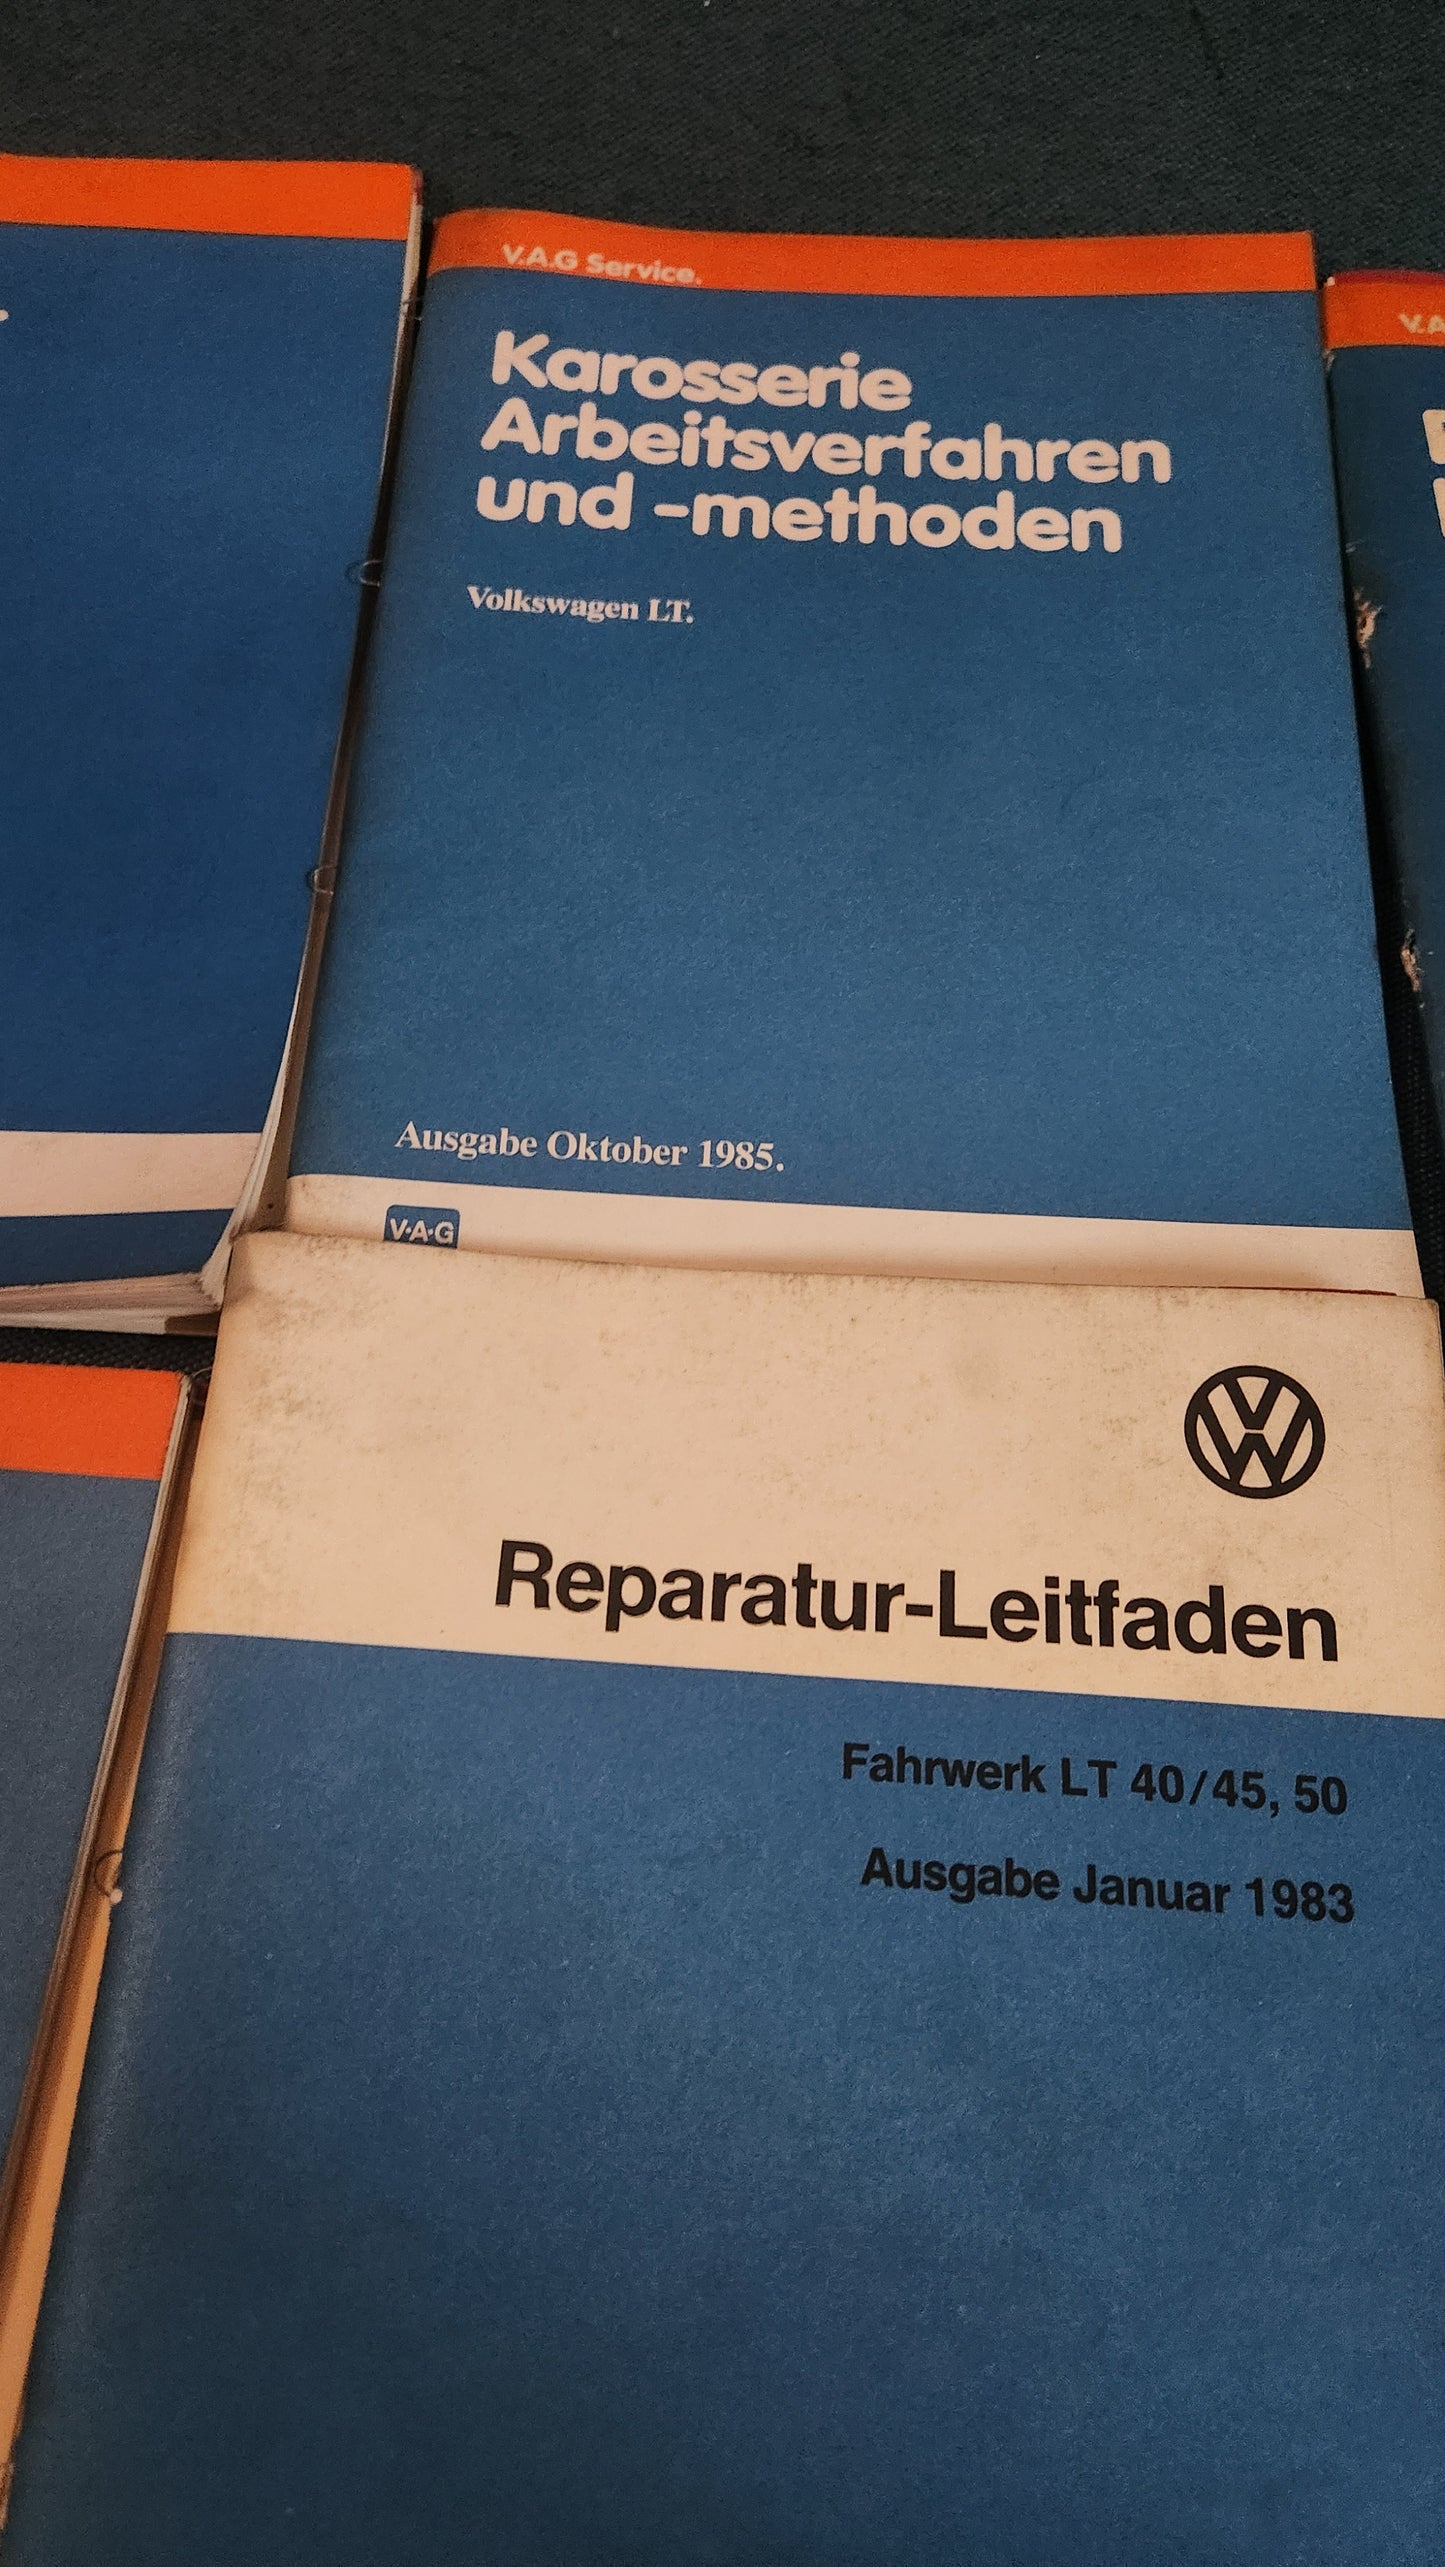 V.A.G Service.
Karosserie
Arbeitsverfahren
und -methoden
Volkswagen LT.
Ausgabe Oktober 1985.
V·A·G
VW
Reparatur-Leitfaden
Fahrwerk LT 40/45, 50
Ausgabe Januar 1983